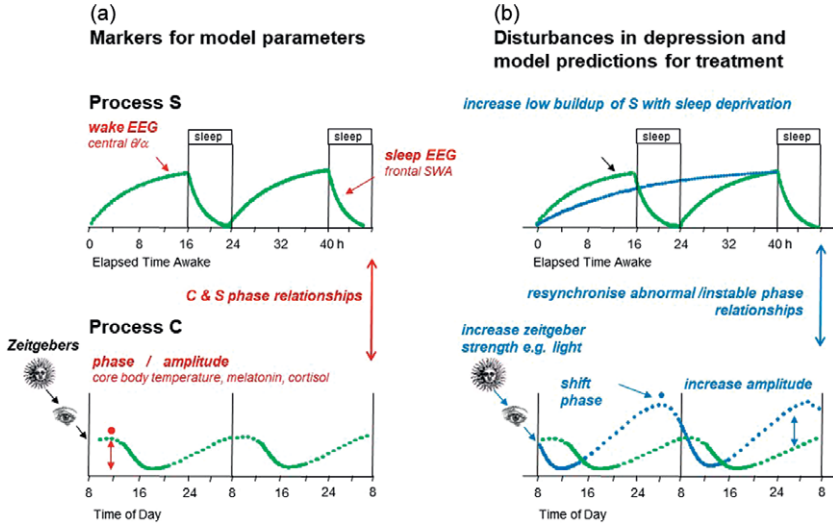 (a)
Markers for model parameters
Process S
wake EEG
central θ/α
sleep
sleep
sleep EEG
frontal SWA
0 8 16 24 32 40 h
Elapsed Time Awake
C & S phase relationships
Process C
Zeitgebers
phase / amplitude
core body temperature, melatonin, cortisol
8 16 24 8 16 24 8
Time of Day
(b)
Disturbances in depression and
model predictions for treatment
increase low buildup of S with sleep deprivation
sleep
sleep
0 8 16 24 32 40 h
Elapsed Time Awake
resynchronise abnormal /instable phase
relationships
increase zeitgeber
strength e.g. light
shift
phase
increase amplitude
8 16 24 8 16 24 8
Time of Day